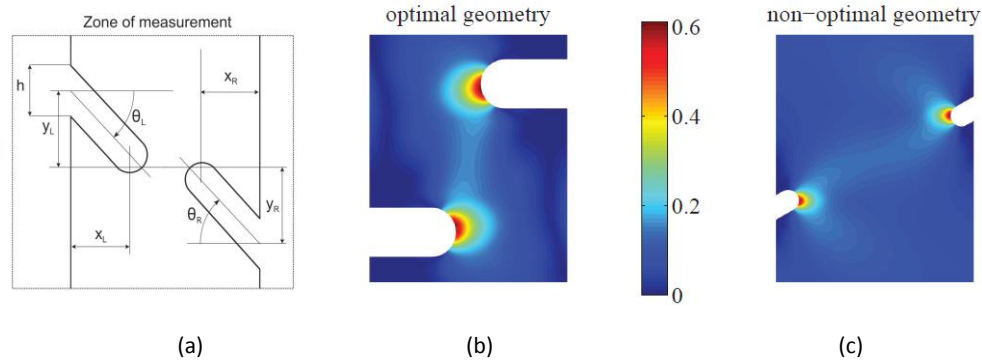 Zone of measurement
h
y_L
θ_L
x_L
x_R
θ_R
y_R
(a)
optimal geometry
(b)
0.6
0.4
0.2
0
non-optimal geometry
(c)